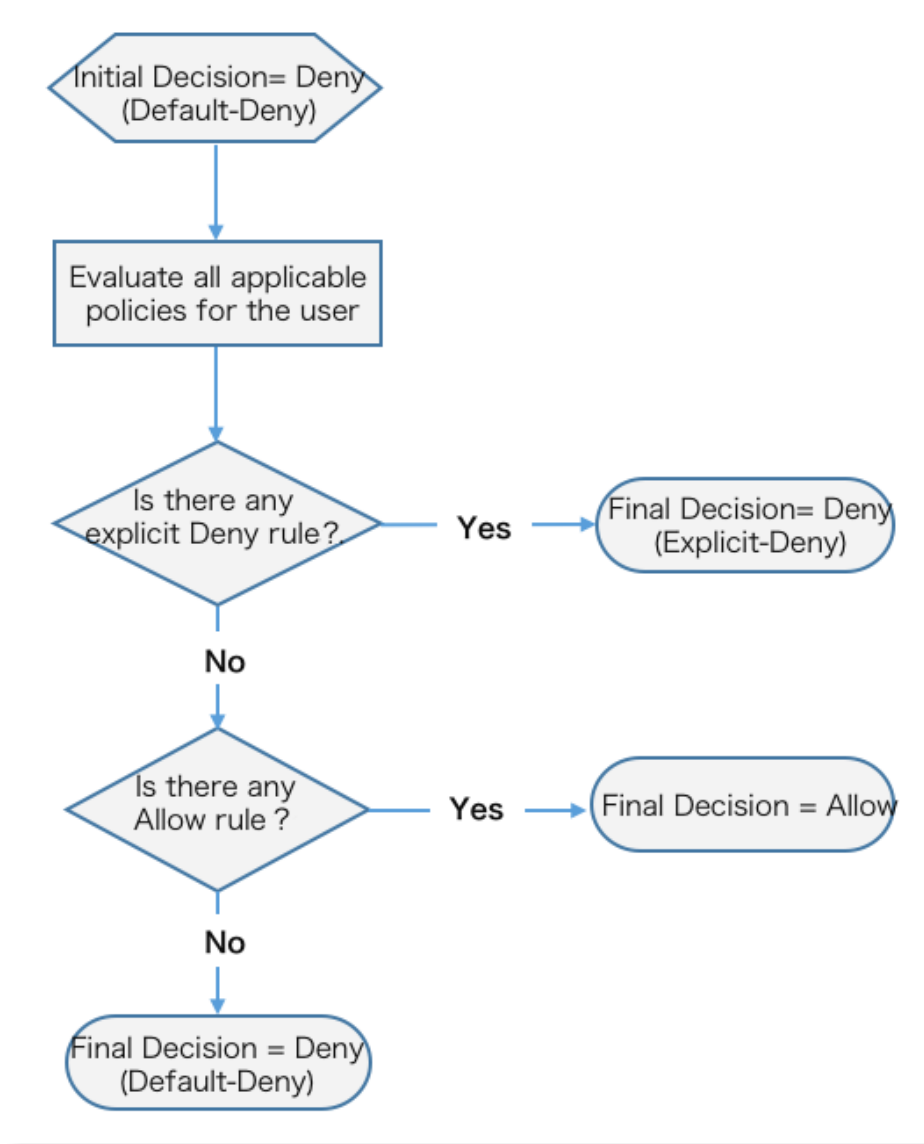 Initial Decision= Deny
(Default-Deny)
Evaluate all applicable
policies for the user
Is there any
explicit Deny rule?.
Yes
Final Decision= Deny
(Explicit-Deny)
No
Is there any
Allow rule ?
Yes
Final Decision = Allow
No
Final Decision = Deny
(Default-Deny)